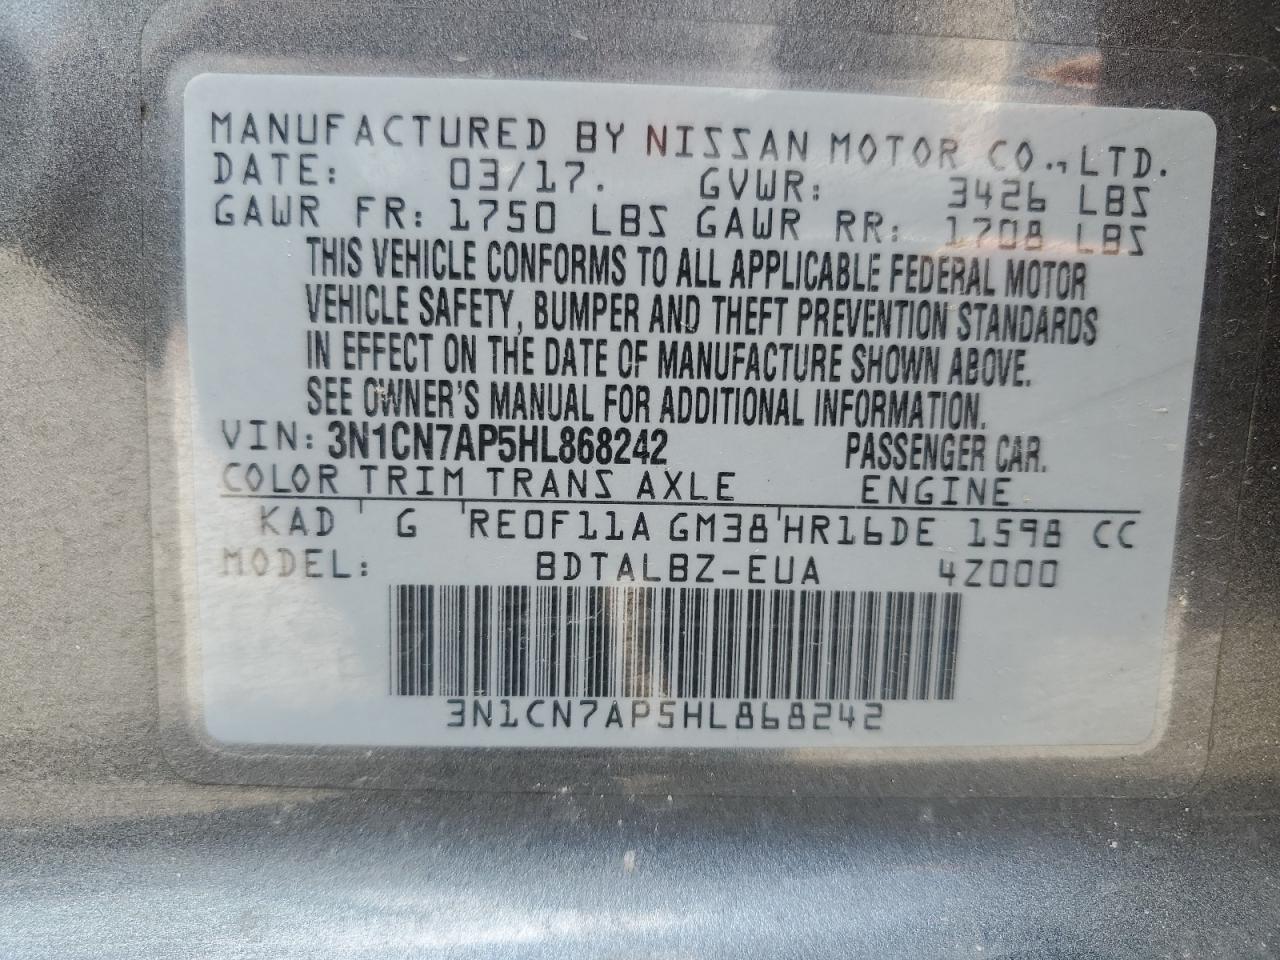 MANUFACTURED BY NISSAN MOTOR CO., LTD.
DATE: 03/17. GVWR: 3426 LBS
GAWR FR: 1750 LBS GAWR RR: 1708 LBS
THIS VEHICLE CONFORMS TO ALL APPLICABLE FEDERAL MOTOR
VEHICLE SAFETY, BUMPER AND THEFT PREVENTION STANDARDS
IN EFFECT ON THE DATE OF MANUFACTURE SHOWN ABOVE.
SEE OWNER'S MANUAL FOR ADDITIONAL INFORMATION.
VIN: 3N1CN7AP5HL868242 PASSENGER CAR.
COLOR TRIM TRANS AXLE ENGINE
KAD G RE0F11A GM38 HR16DE 1598 CC
MODEL: BDTALBZ-EUA 4Z000
3N1CN7AP5HL868242